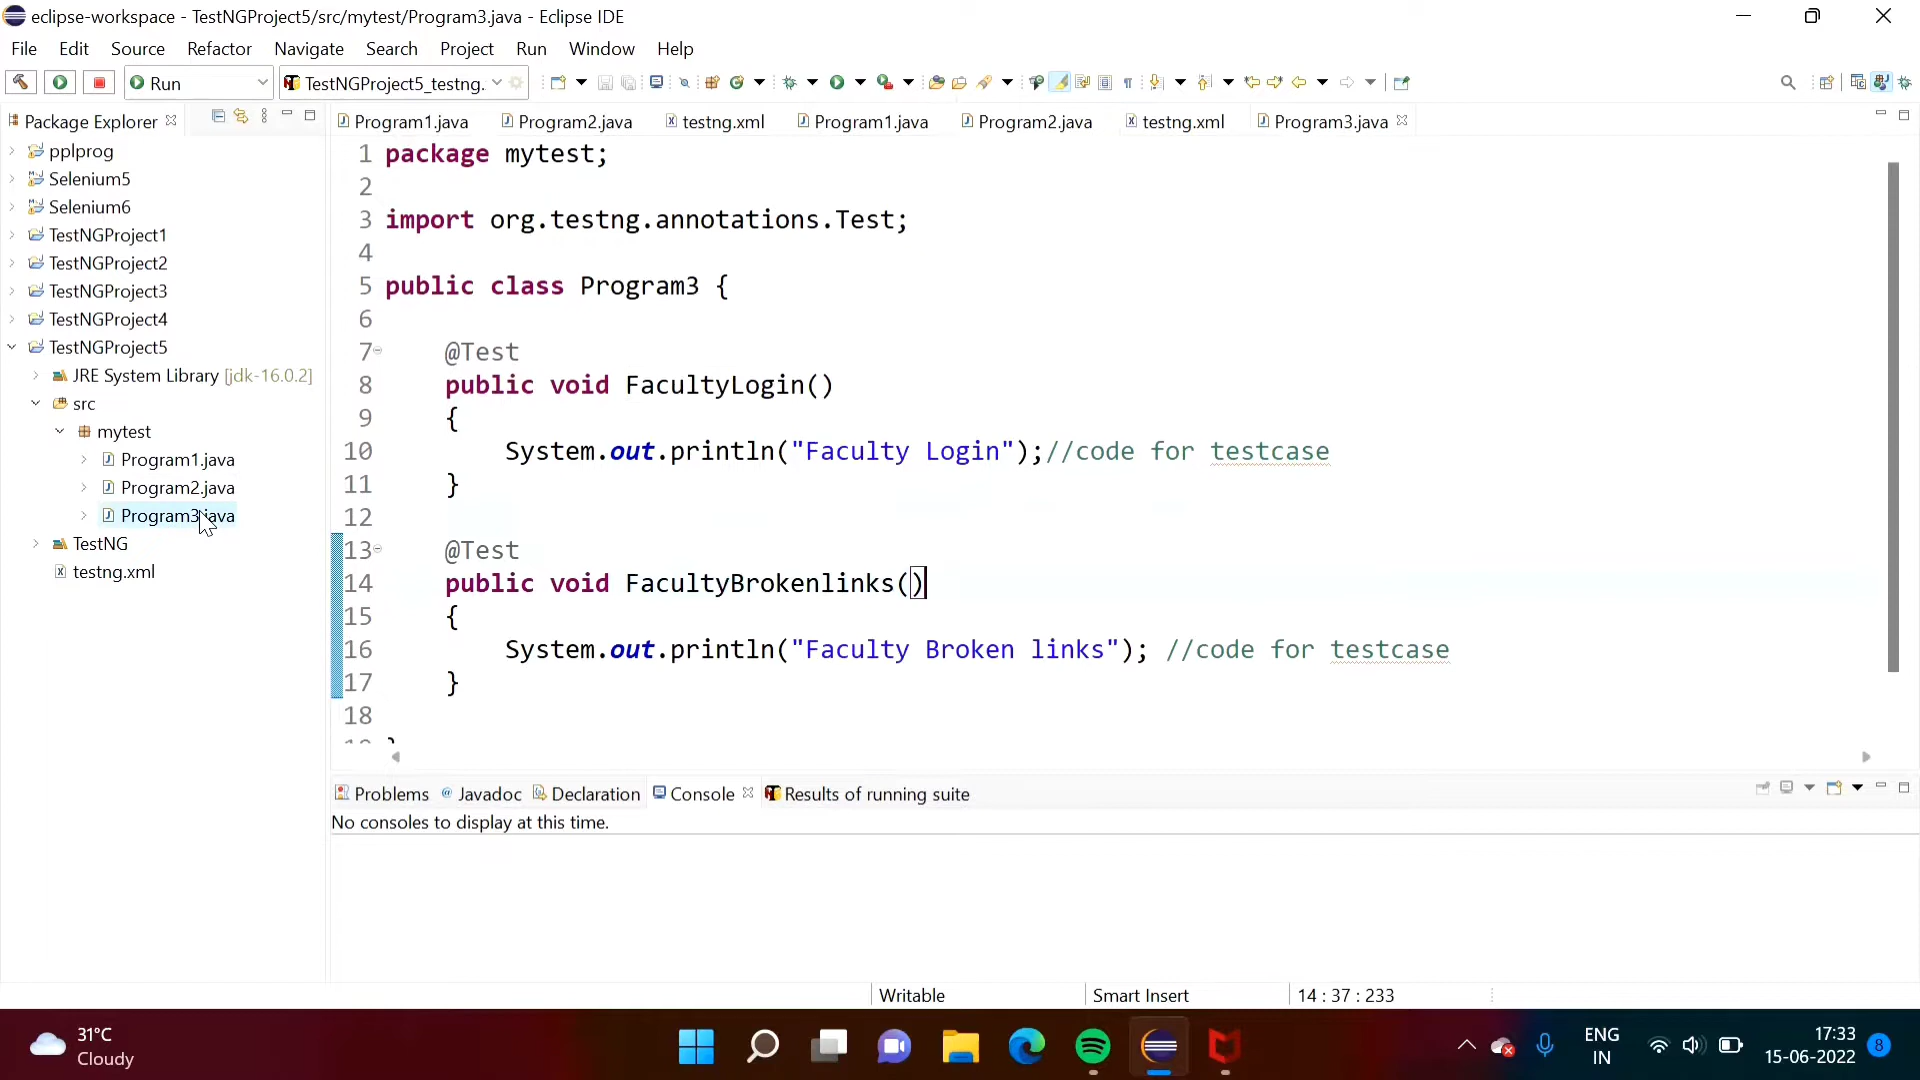 eclipse-workspace - TestNGProject5/src/mytest/Program3.java - Eclipse IDE
File Edit Source Refactor Navigate Search Project Run Window Help
Run TestNGProject5_testng.
Package Explorer
pplprog
Selenium5
Selenium6
TestNGProject1
TestNGProject2
TestNGProject3
TestNGProject4
TestNGProject5
JRE System Library [jdk-16.0.2]
src
mytest
Program1.java
Program2.java
Program3.java
TestNG
testng.xml
Program1.java Program2.java testng.xml Program1.java Program2.java testng.xml Program3.java
1 package mytest;
2
3 import org.testng.annotations.Test;
4
5 public class Program3 {
6
7 @Test
8 public void FacultyLogin()
9 {
10 System.out.println("Faculty Login");//code for testcase
11 }
12
13 @Test
14 public void FacultyBrokenlinks()
15 {
16 System.out.println("Faculty Broken links"); //code for testcase
17 }
18
Problems Javadoc Declaration Console Results of running suite
No consoles to display at this time.
Writable Smart Insert 14 : 37 : 233
31°C
Cloudy
ENG
IN
17:33
15-06-2022
8